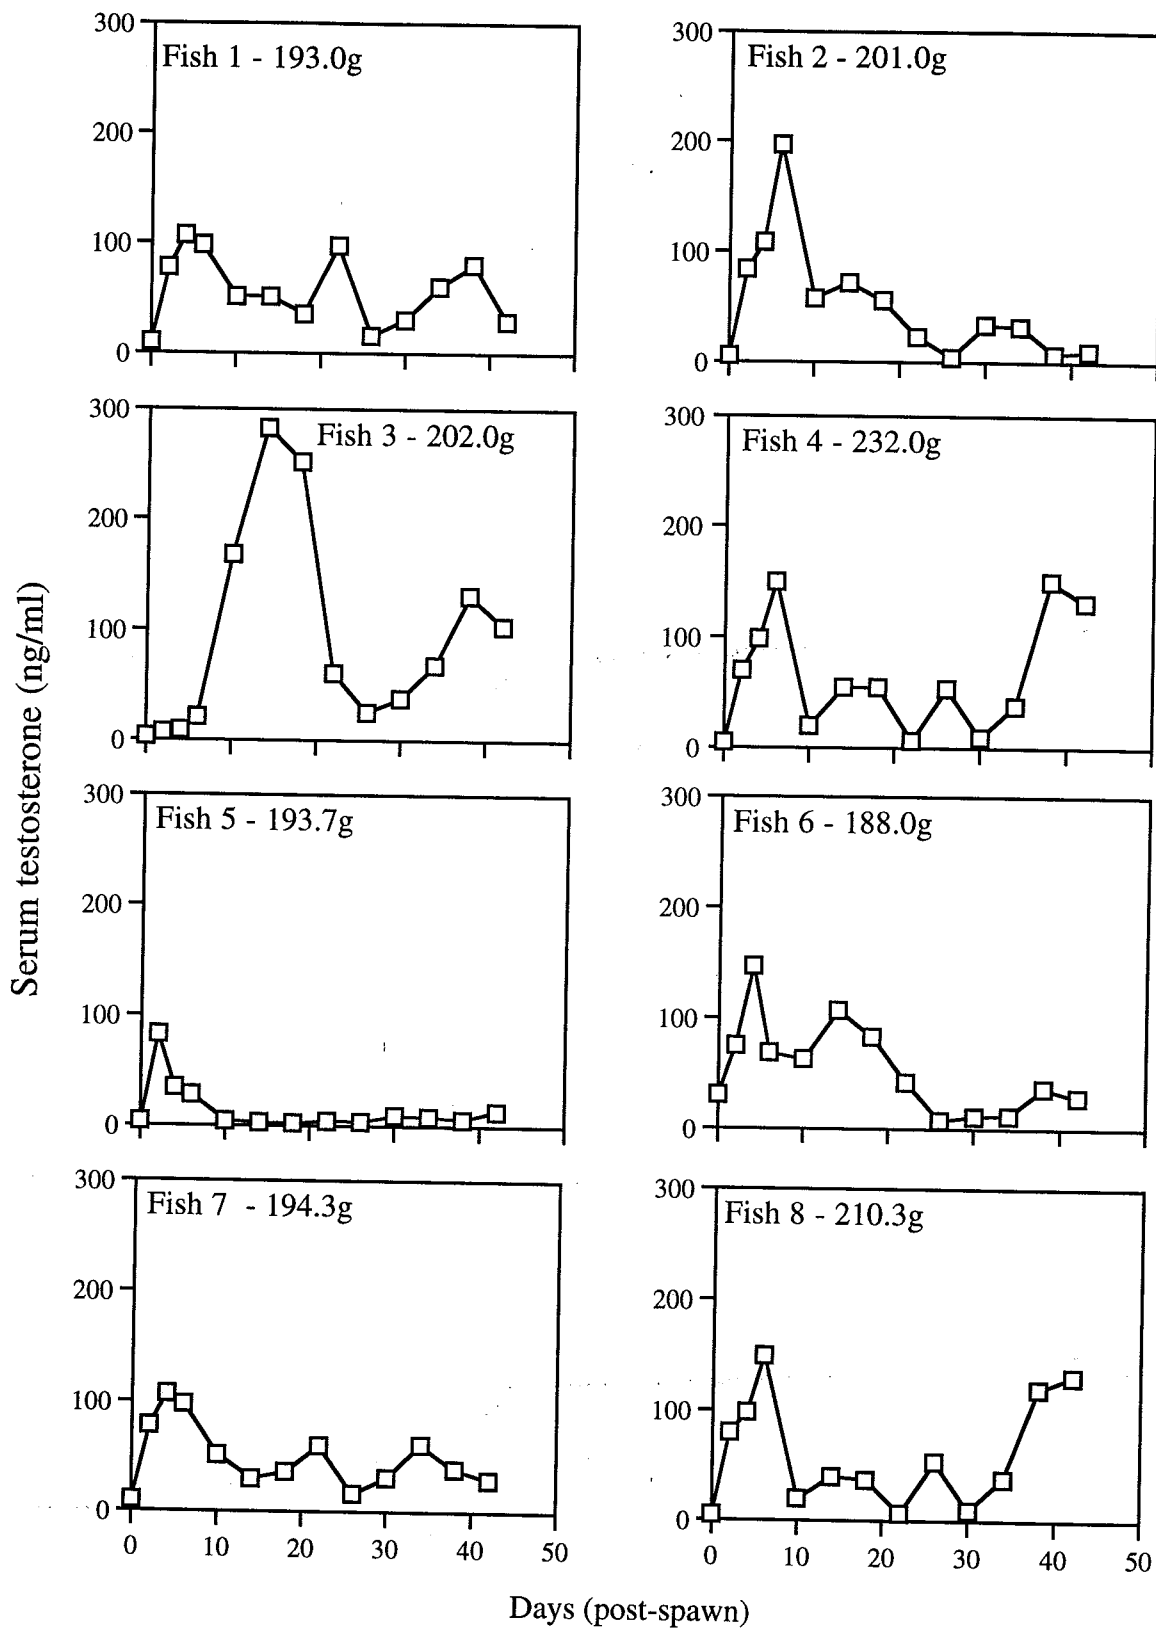 300
Fish 1 - 193.0g
200
100
0
300
Fish 2 - 201.0g
200
100
0
300
Fish 3 - 202.0g
200
100
0
300
Fish 4 - 232.0g
200
100
0
Serum testosterone (ng/ml)
300
Fish 5 - 193.7g
200
100
0
300
Fish 6 - 188.0g
200
100
0
300
Fish 7 - 194.3g
200
100
0
0 10 20 30 40 50
300
Fish 8 - 210.3g
200
100
0
0 10 20 30 40 50
Days (post-spawn)